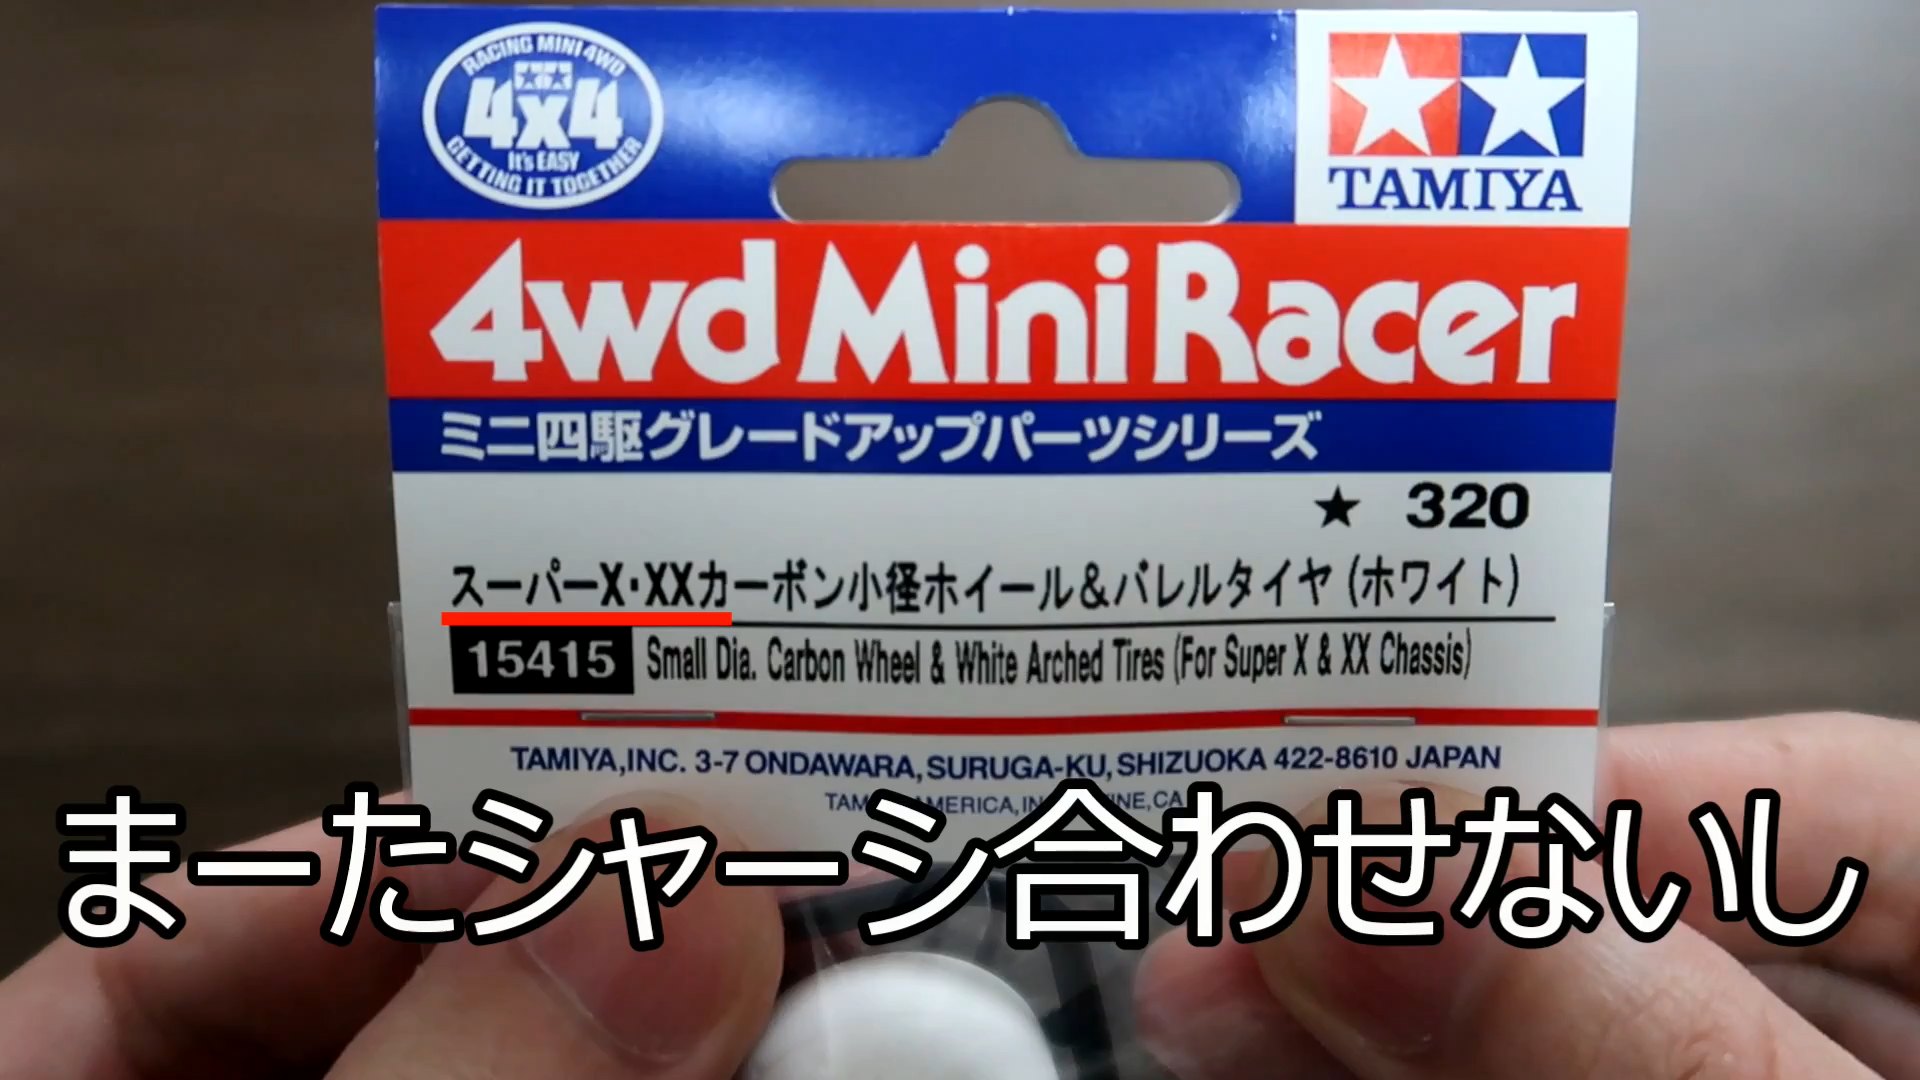 RACING MINI 4WD
4x4
It's EASY
GETTING IT TOGETHER
TAMIYA
4wd Mini Racer
ミニ四駆グレードアップパーツシリーズ
★ 320
スーパーX・XXカーボン小径ホイール&バレルタイヤ(ホワイト)
15415 Small Dia. Carbon Wheel & White Arched Tires (For Super X & XX Chassis)
TAMIYA,INC. 3-7 ONDAWARA, SURUGA-KU, SHIZUOKA 422-8610 JAPAN
AMERICA, CA
まーたシャーシ合わせないし